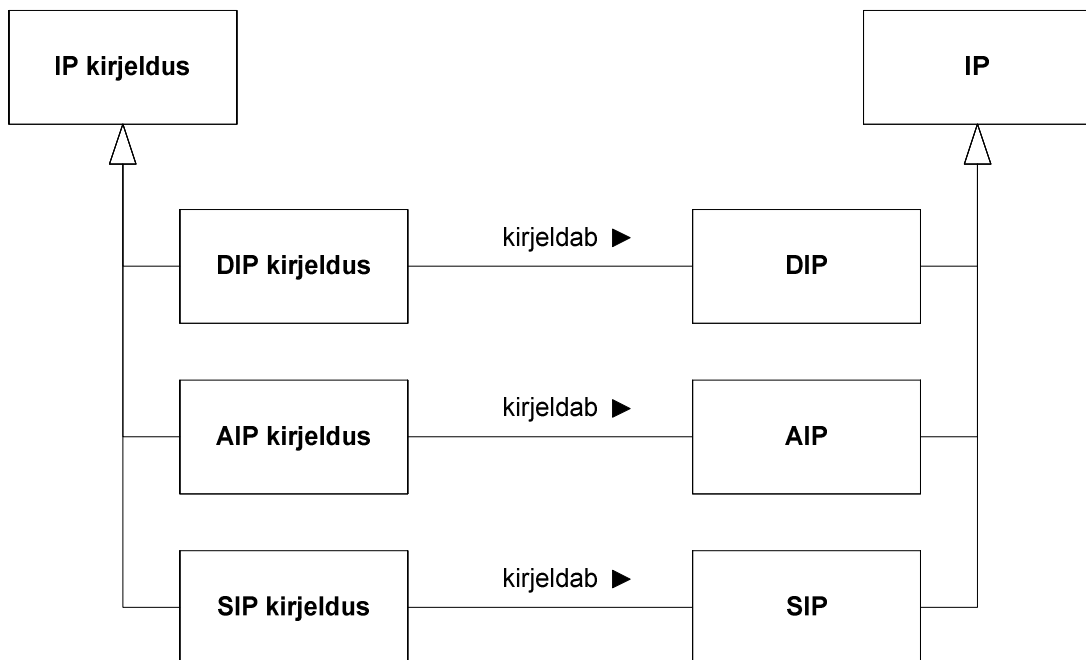 IP kirjeldus
IP
kirjeldab ►
DIP kirjeldus
DIP
kirjeldab ►
AIP kirjeldus
AIP
kirjeldab ►
SIP kirjeldus
SIP